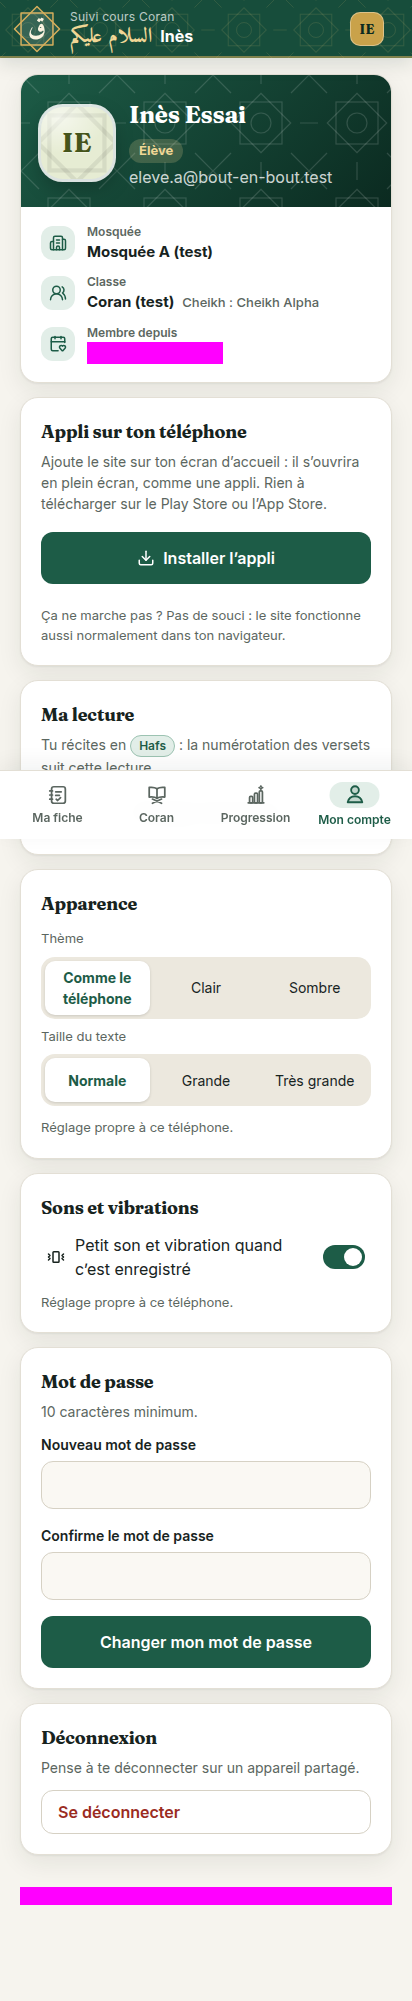 ق
Suivi cours Coran
السلام عليكم Inès
IE
IE
Inès Essai
Élève
eleve.a@bout-en-bout.test
Mosquée
Mosquée A (test)
Classe
Coran (test) Cheikh : Cheikh Alpha
Membre depuis
Appli sur ton téléphone
Ajoute le site sur ton écran d’accueil : il s’ouvrira
en plein écran, comme une appli. Rien à
télécharger sur le Play Store ou l’App Store.
Installer l’appli
Ça ne marche pas ? Pas de souci : le site fonctionne
aussi normalement dans ton navigateur.
Ma lecture
Tu récites en Hafs : la numérotation des versets
suit cette lecture
Ma fiche
Coran
Progression
Mon compte
Apparence
Thème
Comme le
téléphone
Clair
Sombre
Taille du texte
Normale
Grande
Très grande
Réglage propre à ce téléphone.
Sons et vibrations
Petit son et vibration quand
c’est enregistré
Réglage propre à ce téléphone.
Mot de passe
10 caractères minimum.
Nouveau mot de passe
Confirme le mot de passe
Changer mon mot de passe
Déconnexion
Pense à te déconnecter sur un appareil partagé.
Se déconnecter